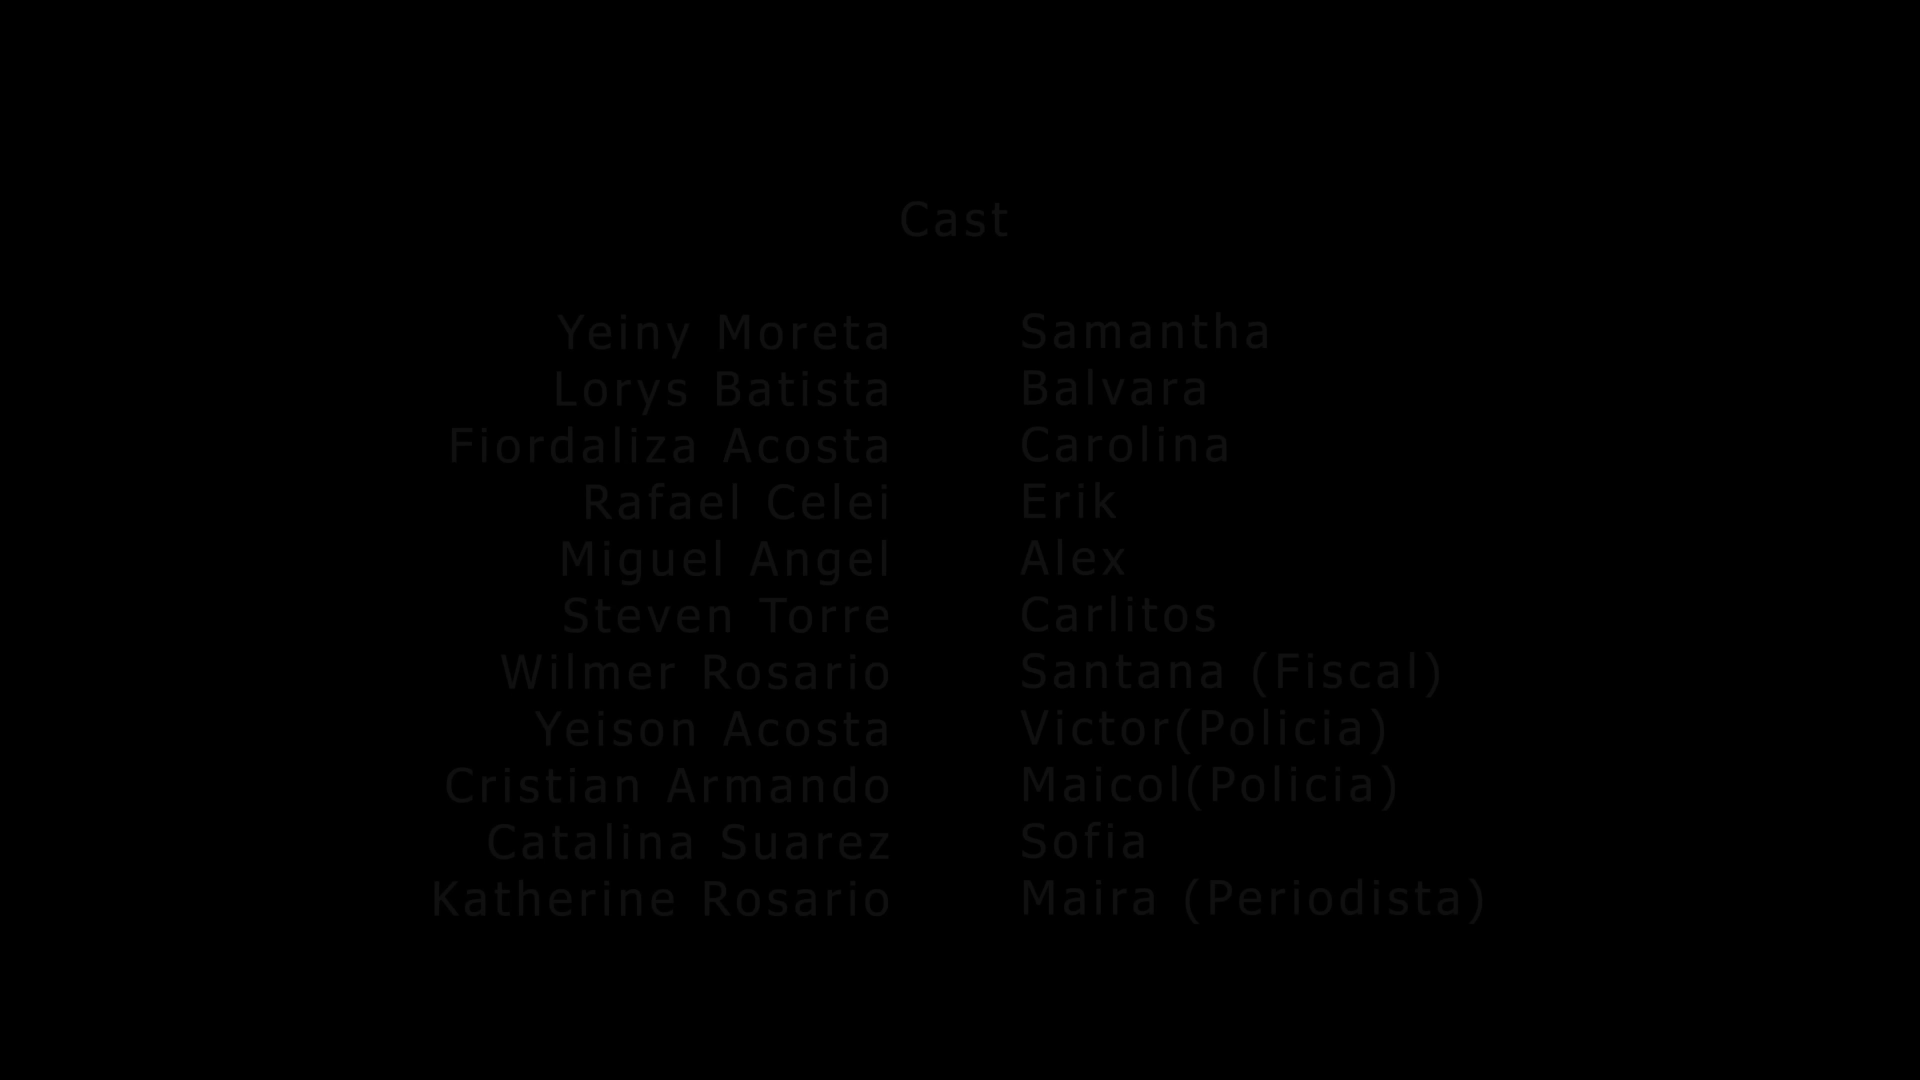 Cast
Yeiny Moreta Samantha
Lorys Batista Balvara
Fiordaliza Acosta Carolina
Rafael Celei Erik
Miguel Angel Alex
Steven Torre Carlitos
Wilmer Rosario Santana (Fiscal)
Yeison Acosta Victor(Policia)
Cristian Armando Maicol(Policia)
Catalina Suarez Sofia
Katherine Rosario Maira (Periodista)